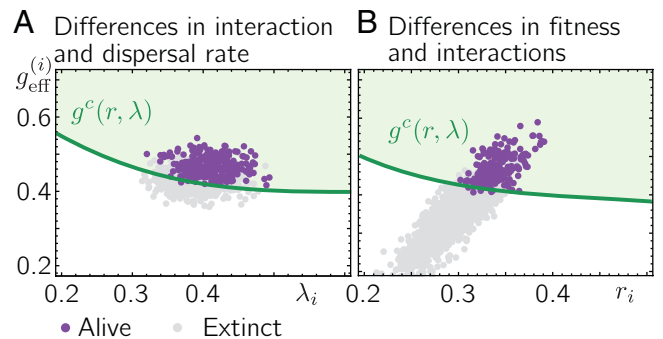 A Differences in interaction and dispersal rate
B Differences in fitness and interactions
g_eff^(i)
0.6
0.4
0.2
g^c(r, λ)
g^c(r, λ)
0.2 0.3 0.4 λ_i
0.2 0.3 0.4 r_i
Alive Extinct